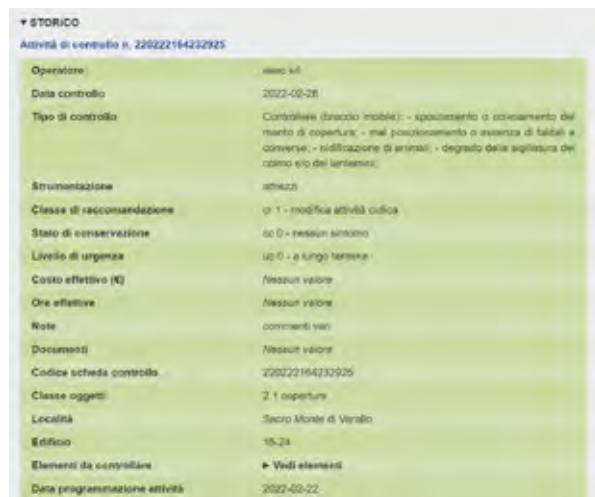 ▾ STORICO
Attività di controllo n. 220222164232925
Operatore srl
Data controllo 2022-02-28
Tipo di controllo Controllare (braccio mobile): - spostamento o scivolamento del
manto di copertura; - mal posizionamento o assenza di faldali e
converse; - nidificazione di animali; - degrado della sigillatura del
colmo e/o dei lanternini;
Strumentazione attrezzi
Classe di raccomandazione cr 1 - modifica attività ciclica
Stato di conservazione cc 0 - nessun sintomo
Livello di urgenza uc 0 - a lungo termine
Costo effettivo (€) Nessun valore
Ore effettive Nessun valore
Note commenti vari
Documenti Nessun valore
Codice scheda controllo 220222164232925
Classe oggetti 2.1 coperture
Località Sacro Monte di Varallo
Edificio 16-24
Elementi da controllare ▸ Vedi elementi
Data programmazione attività 2022-02-22